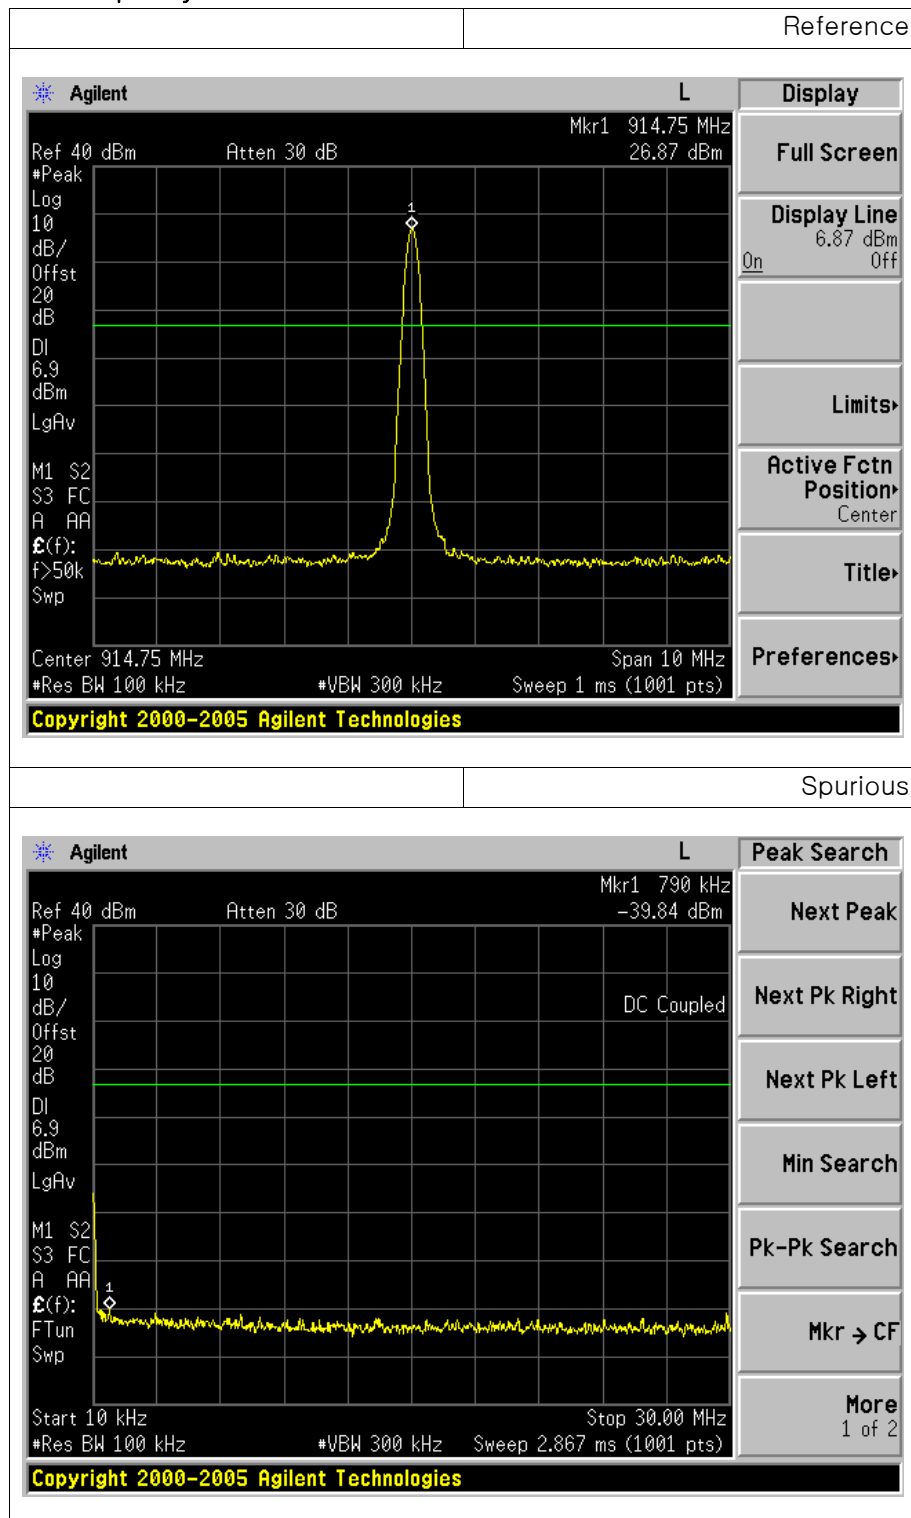 Reference
Agilent
L
Display
Mkr1 914.75 MHz
Ref 40 dBm
Atten 30 dB
26.87 dBm
#Peak
Log
10
dB/
Offst
20
dB
DI
6.9
dBm
LgAv
M1 S2
S3 FC
A AA
£(f):
f>50k
Swp
1
Center 914.75 MHz
Span 10 MHz
#Res BW 100 kHz
#VBW 300 kHz
Sweep 1 ms (1001 pts)
Copyright 2000-2005 Agilent Technologies
Full Screen
Display Line
6.87 dBm
On Off
Limits
Active Fctn
Position
Center
Title
Preferences
Spurious
Agilent
L
Peak Search
Mkr1 790 kHz
Ref 40 dBm
Atten 30 dB
-39.84 dBm
#Peak
Log
10
dB/
Offst
20
dB
DI
6.9
dBm
LgAv
M1 S2
S3 FC
A AA
£(f):
FTun
Swp
DC Coupled
1
Start 10 kHz
Stop 30.00 MHz
#Res BW 100 kHz
#VBW 300 kHz
Sweep 2.867 ms (1001 pts)
Copyright 2000-2005 Agilent Technologies
Next Peak
Next Pk Right
Next Pk Left
Min Search
Pk-Pk Search
Mkr → CF
More
1 of 2